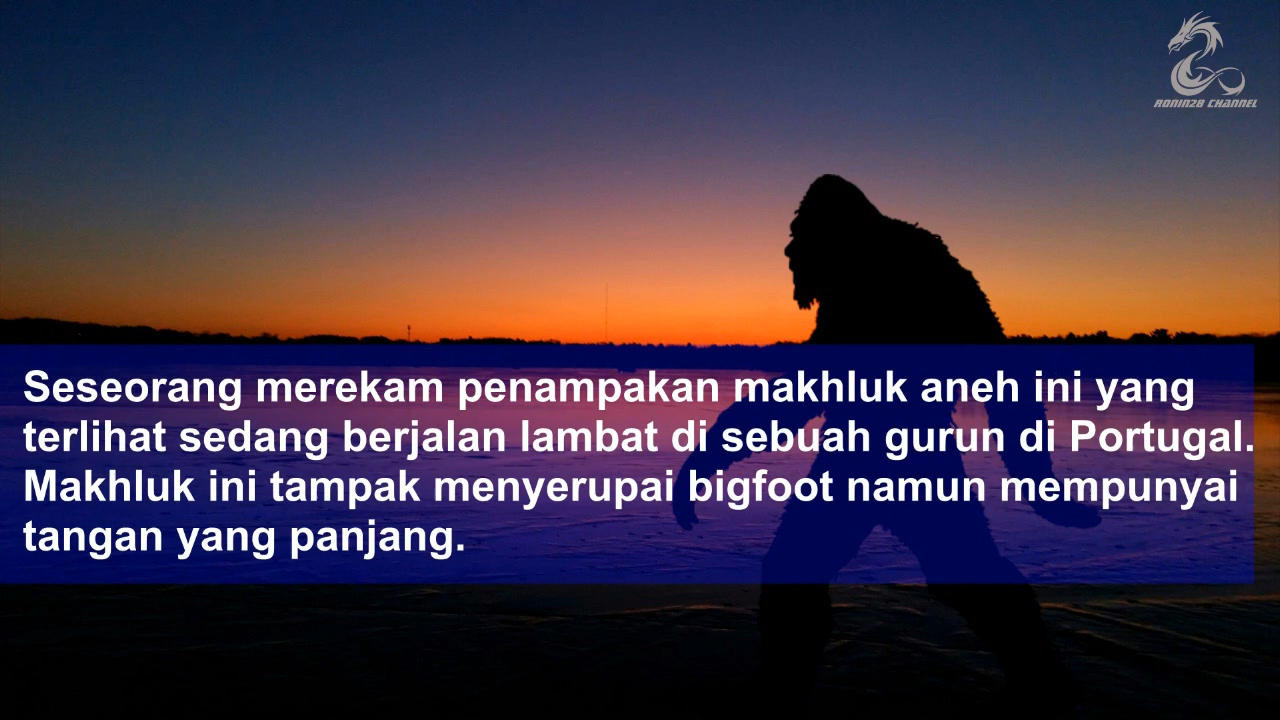 RONIN28 CHANNEL
Seseorang merekam penampakan makhluk aneh ini yang
terlihat sedang berjalan lambat di sebuah gurun di Portugal.
Makhluk ini tampak menyerupai bigfoot namun mempunyai
tangan yang panjang.